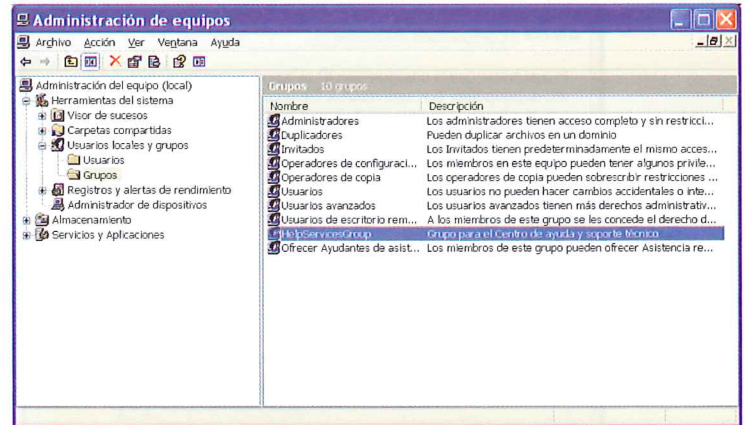 Administración de equipos
Archivo Acción Ver Ventana Ayuda
Administración del equipo (local)
Herramientas del sistema
Visor de sucesos
Carpetas compartidas
Usuarios locales y grupos
Usuarios
Grupos
Registros y alertas de rendimiento
Administrador de dispositivos
Almacenamiento
Servicios y Aplicaciones
Grupos 10 grupos
Nombre Descripción
Administradores Los administradores tienen acceso completo y sin restricci...
Duplicadores Pueden duplicar archivos en un dominio
Invitados Los Invitados tienen predeterminadamente el mismo acces...
Operadores de configuraci... Los miembros en este equipo pueden tener algunos privile...
Operadores de copia Los operadores de copia pueden sobrescribir restricciones ...
Usuarios Los usuarios no pueden hacer cambios accidentales o inte...
Usuarios avanzados Los usuarios avanzados tienen más derechos administrativ...
Usuarios de escritorio rem... A los miembros de este grupo se les concede el derecho d...
HelpServicesGroup Grupo para el Centro de ayuda y soporte técnico
Ofrecer Ayudantes de asist... Los miembros de este grupo pueden ofrecer Asistencia re...